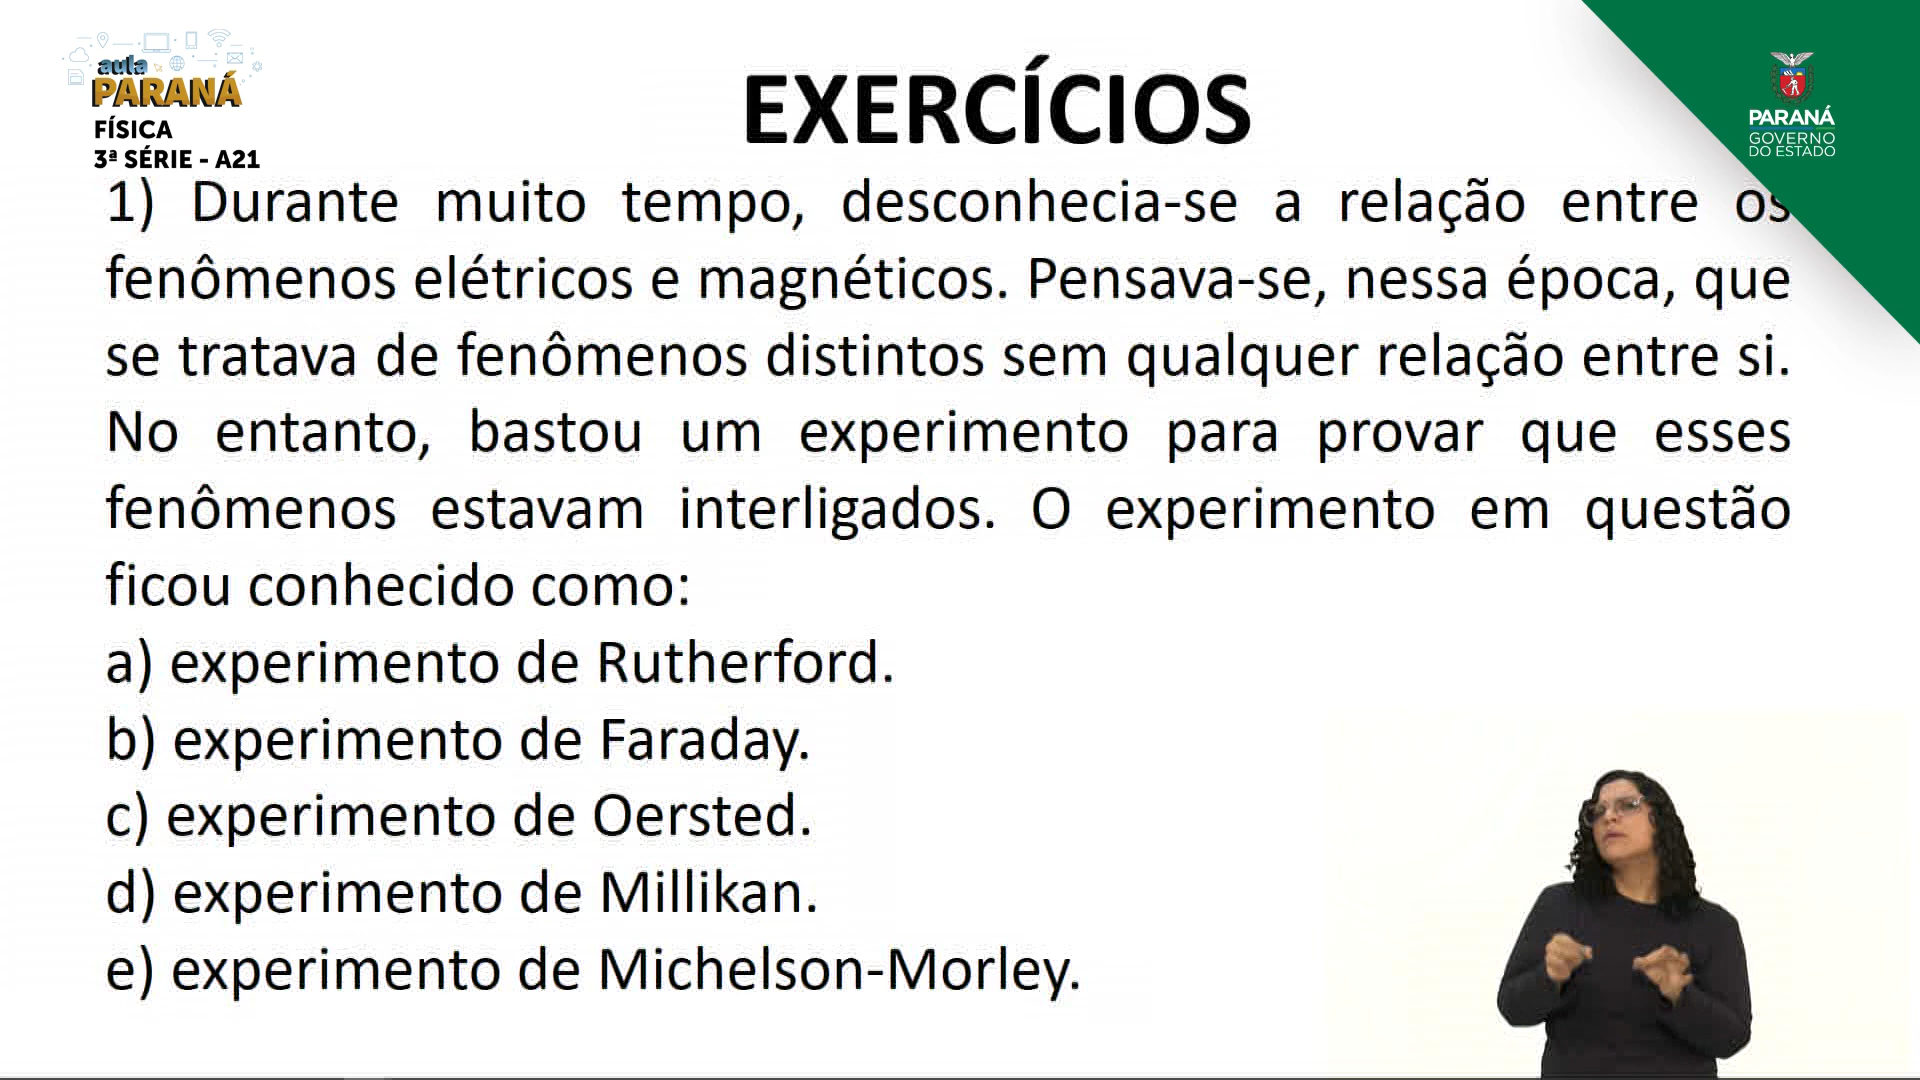 aula
PARANÁ
FÍSICA
3ª SÉRIE - A21
EXERCÍCIOS
PARANÁ
GOVERNO
DO ESTADO
1) Durante muito tempo, desconhecia-se a relação entre os
fenômenos elétricos e magnéticos. Pensava-se, nessa época, que
se tratava de fenômenos distintos sem qualquer relação entre si.
No entanto, bastou um experimento para provar que esses
fenômenos estavam interligados. O experimento em questão
ficou conhecido como:
a) experimento de Rutherford.
b) experimento de Faraday.
c) experimento de Oersted.
d) experimento de Millikan.
e) experimento de Michelson-Morley.